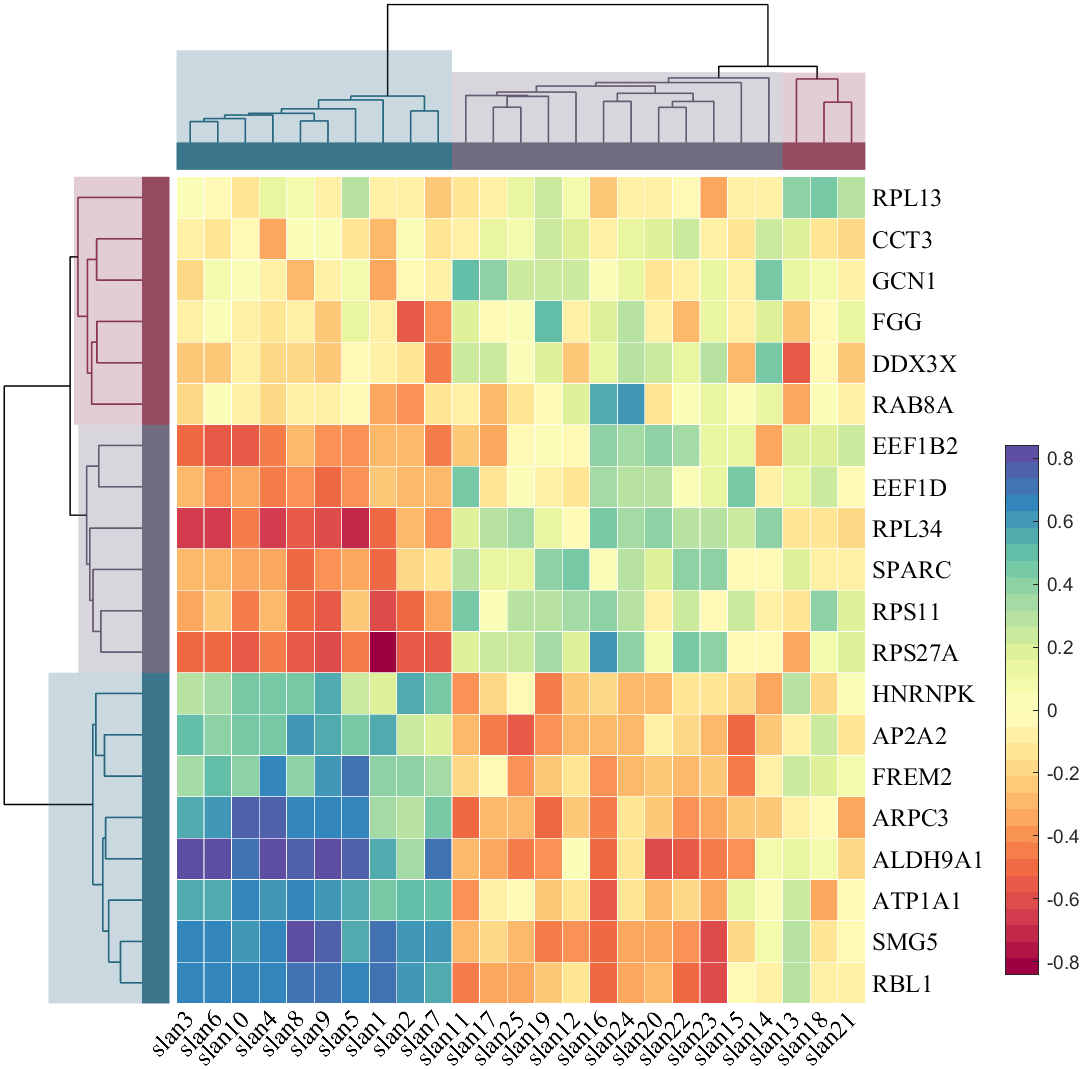 RPL13
CCT3
GCN1
FGG
DDX3X
RAB8A
EEF1B2
EEF1D
RPL34
SPARC
RPS11
RPS27A
HNRNPK
AP2A2
FREM2
ARPC3
ALDH9A1
ATP1A1
SMG5
RBL1
0.8
0.6
0.4
0.2
0
-0.2
-0.4
-0.6
-0.8
slan3
slan6
slan10
slan4
slan8
slan9
slan5
slan1
slan2
slan7
slan11
slan17
slan25
slan19
slan12
slan16
slan24
slan20
slan22
slan23
slan15
slan14
slan13
slan18
slan21